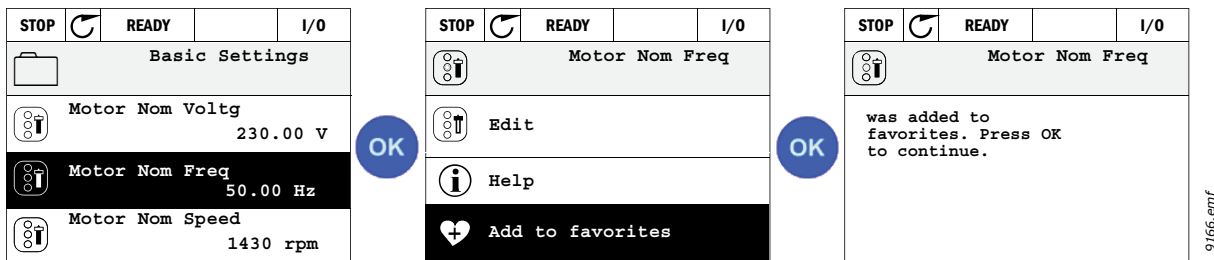 STOP READY I/O
Basic Settings
Motor Nom Voltg
230.00 V
Motor Nom Freq
50.00 Hz
Motor Nom Speed
1430 rpm
OK
STOP READY I/O
Motor Nom Freq
Edit
Help
Add to favorites
OK
STOP READY I/O
Motor Nom Freq
was added to
favorites. Press OK
to continue.
9166.emf